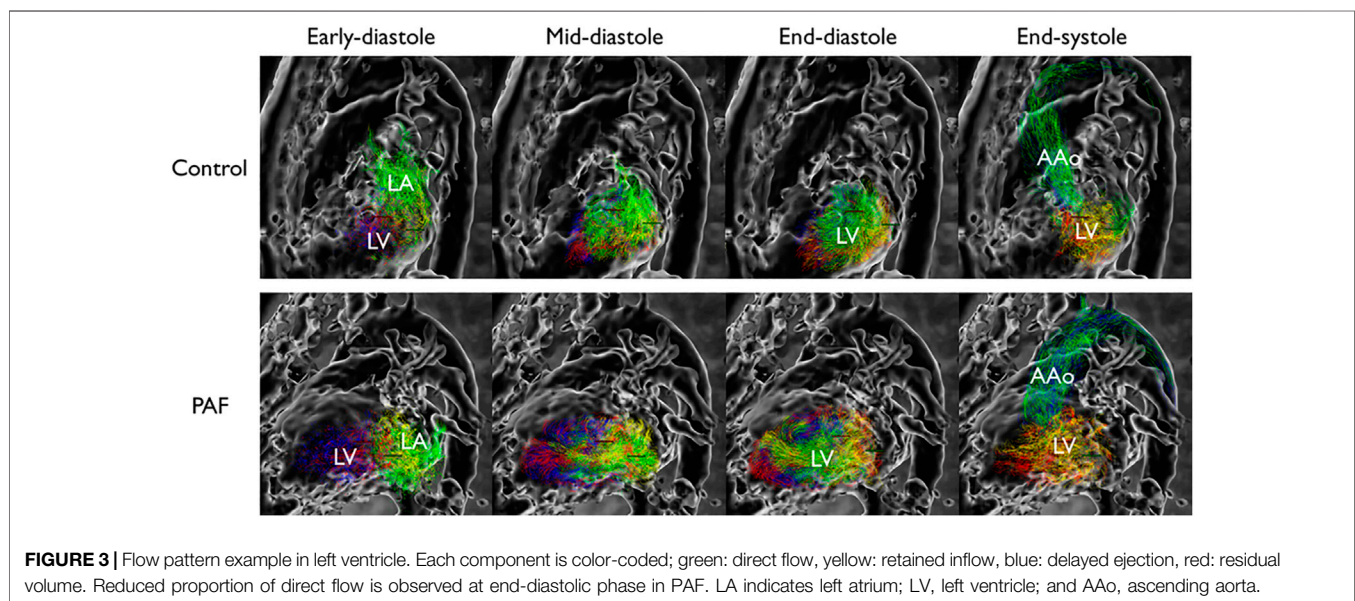 Early-diastole Mid-diastole End-diastole End-systole
Control
LA
LV
LV
AAo
LV
PAF
LA
LV
LV
AAo
LV
FIGURE 3 | Flow pattern example in left ventricle. Each component is color-coded; green: direct flow, yellow: retained inflow, blue: delayed ejection, red: residual
volume. Reduced proportion of direct flow is observed at end-diastolic phase in PAF. LA indicates left atrium; LV, left ventricle; and AAo, ascending aorta.